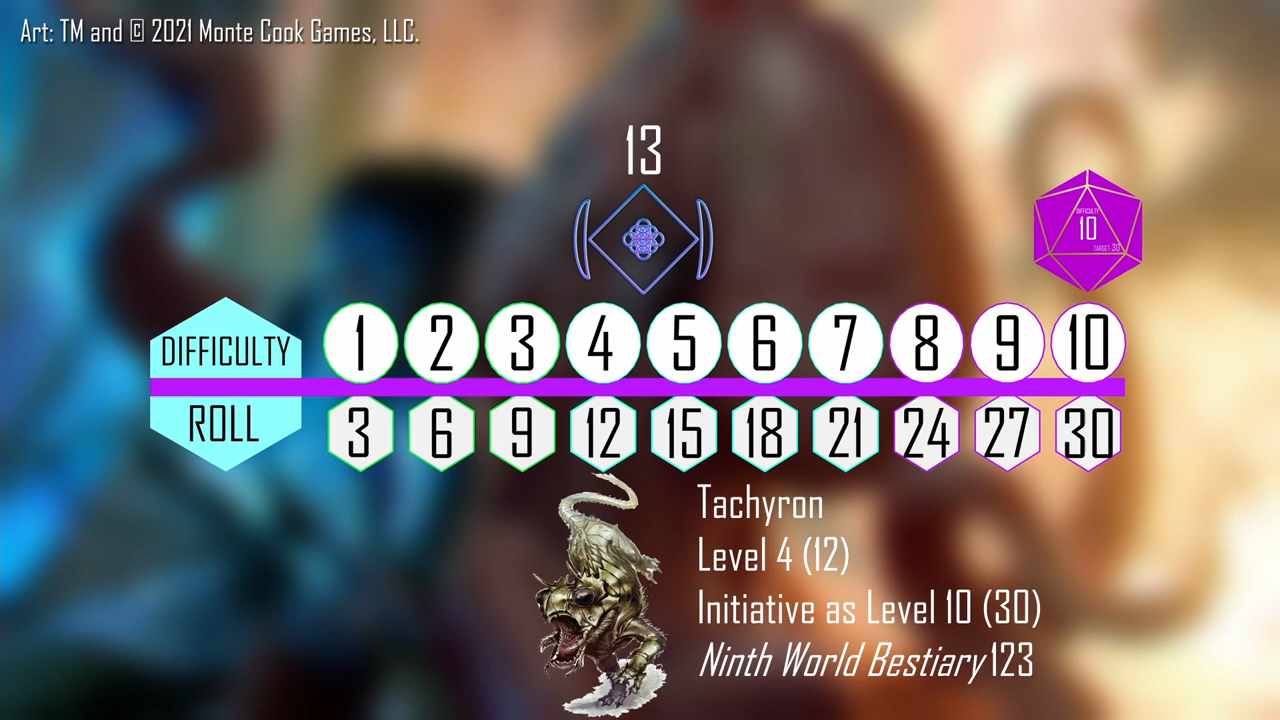 Art: TM and © 2021 Monte Cook Games, LLC.
13
DIFFICULTY
10
TARGET 30
DIFFICULTY 1 2 3 4 5 6 7 8 9 10
ROLL 3 6 9 12 15 18 21 24 27 30
Tachyron
Level 4 (12)
Initiative as Level 10 (30)
Ninth World Bestiary 123